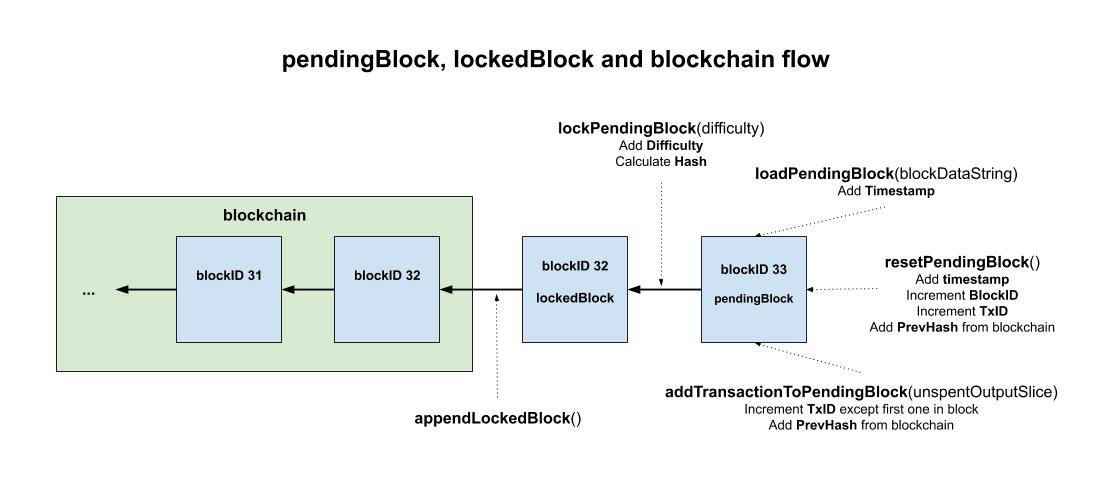 pendingBlock, lockedBlock and blockchain flow
lockPendingBlock(difficulty)
Add Difficulty
Calculate Hash
loadPendingBlock(blockDataString)
Add Timestamp
blockchain
...
blockID 31
blockID 32
blockID 32
lockedBlock
blockID 33
pendingBlock
resetPendingBlock()
Add timestamp
Increment BlockID
Increment TxID
Add PrevHash from blockchain
appendLockedBlock()
addTransactionToPendingBlock(unspentOutputSlice)
Increment TxID except first one in block
Add PrevHash from blockchain